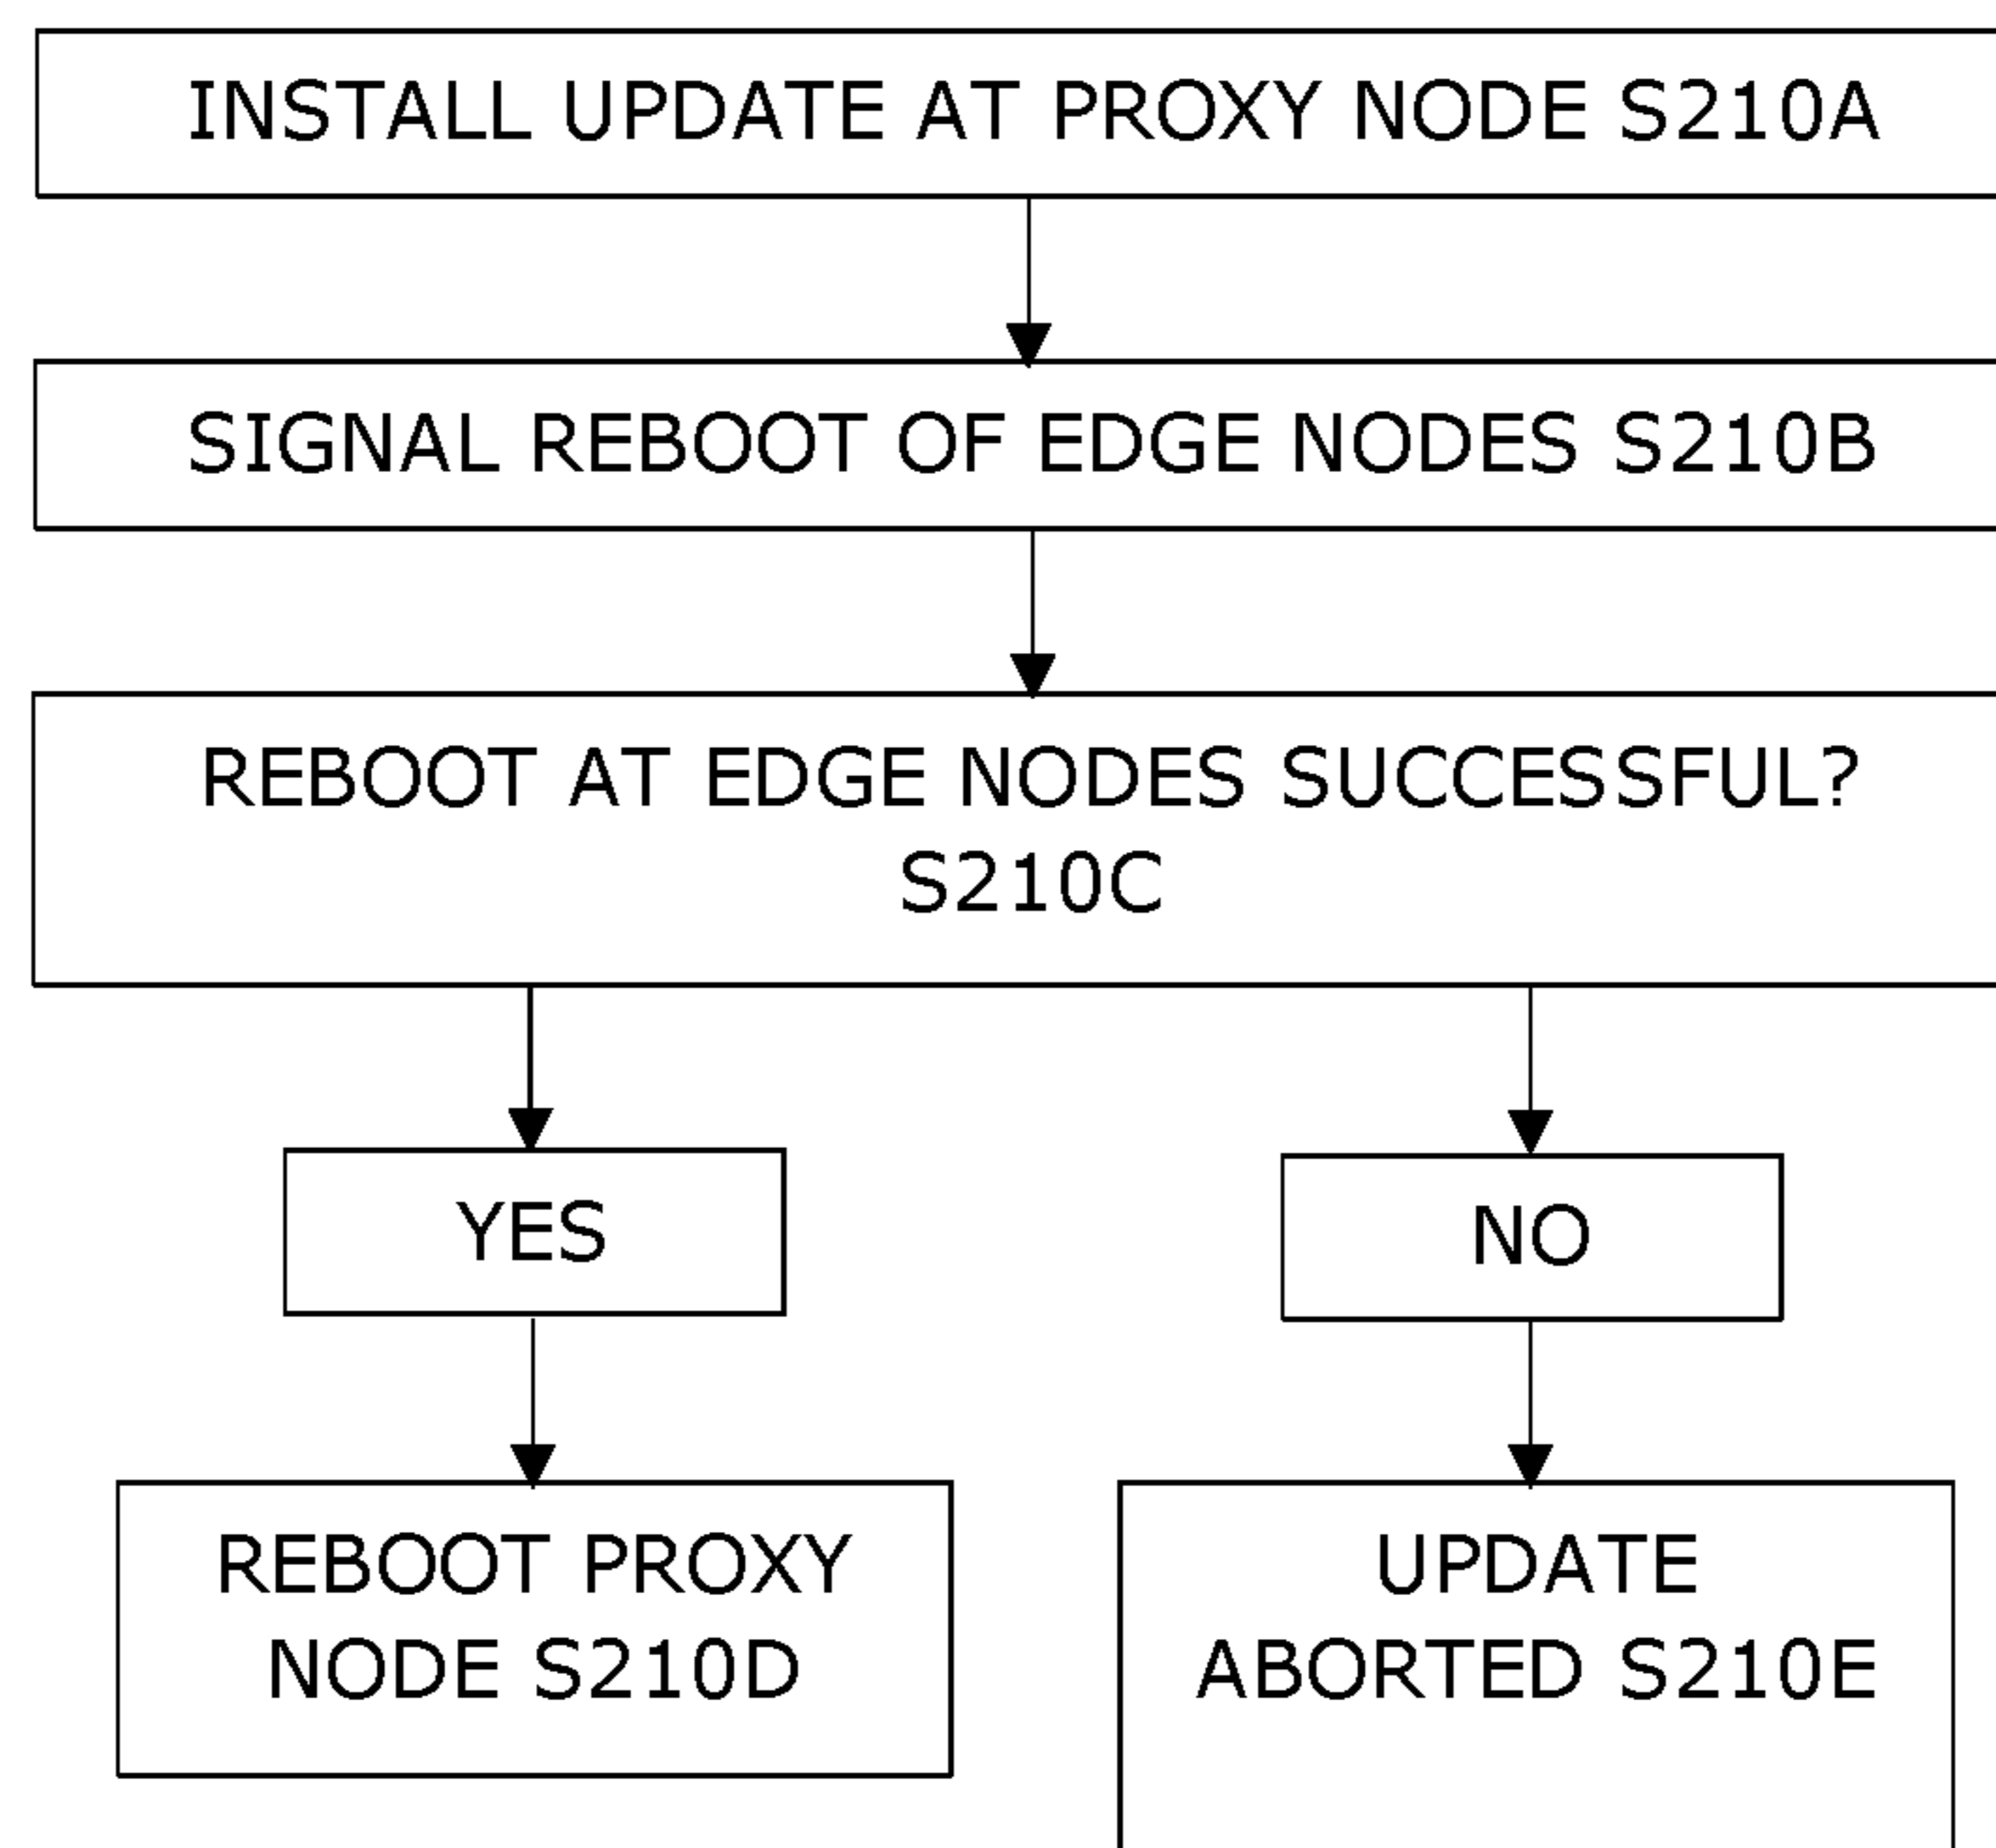 INSTALL UPDATE AT PROXY NODE S210A
SIGNAL REBOOT OF EDGE NODES S210B
REBOOT AT EDGE NODES SUCCESSFUL?
S210C
YES
NO
REBOOT PROXY
NODE S210D
UPDATE
ABORTED S210E